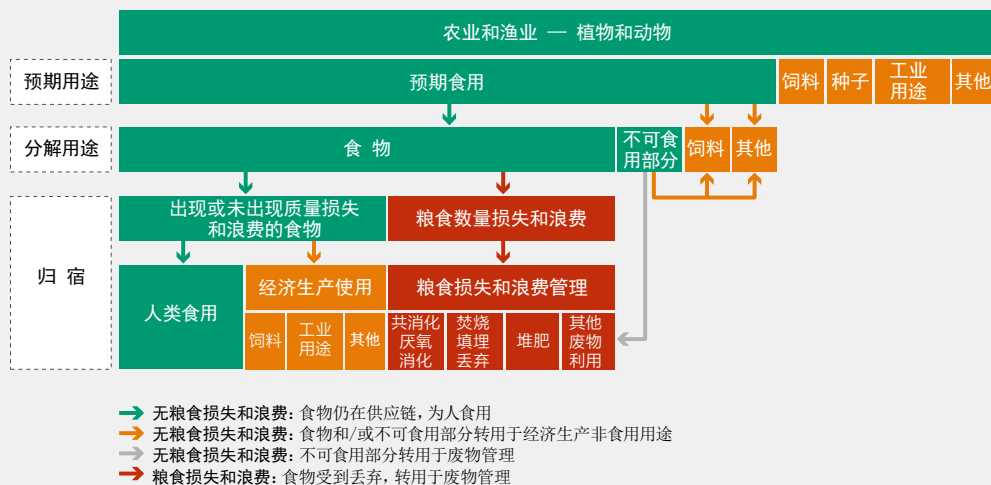 农业和渔业 — 植物和动物
预期用途
预期食用
饲料
种子
工业
用途
其他
分解用途
食 物
不可食
用部分
饲料
其他
归 宿
出现或未出现质量损失
和浪费的食物
粮食数量损失和浪费
人类食用
经济生产使用
粮食损失和浪费管理
饲料
工业
用途
其他
共消化
厌氧
消化
焚烧
填埋
丢弃
堆肥
其他
废物
利用
无粮食损失和浪费: 食物仍在供应链, 为人食用
无粮食损失和浪费: 食物和/或不可食用部分转用于经济生产非食用用途
无粮食损失和浪费: 不可食用部分转用于废物管理
粮食损失和浪费: 食物受到丢弃, 转用于废物管理